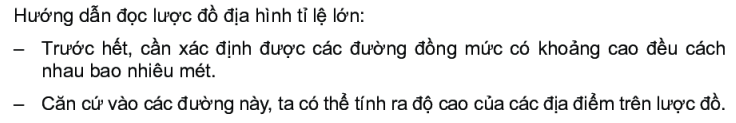 Hướng dẫn đọc lược đồ địa hình tỉ lệ lớn:
– Trước hết, cần xác định được các đường đồng mức có khoảng cao đều cách
nhau bao nhiêu mét.
– Căn cứ vào các đường này, ta có thể tính ra độ cao của các địa điểm trên lược đồ.